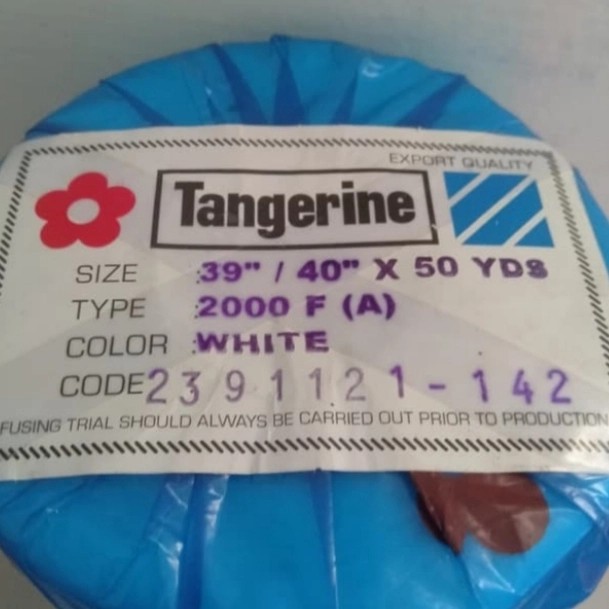 EXPORT QUALITY
Tangerine
SIZE :39" / 40" X 50 YDS
TYPE :2000 F (A)
COLOR :WHITE
CODE 2391121-142
FUSING TRIAL SHOULD ALWAYS BE CARRIED OUT PRIOR TO PRODUCTION